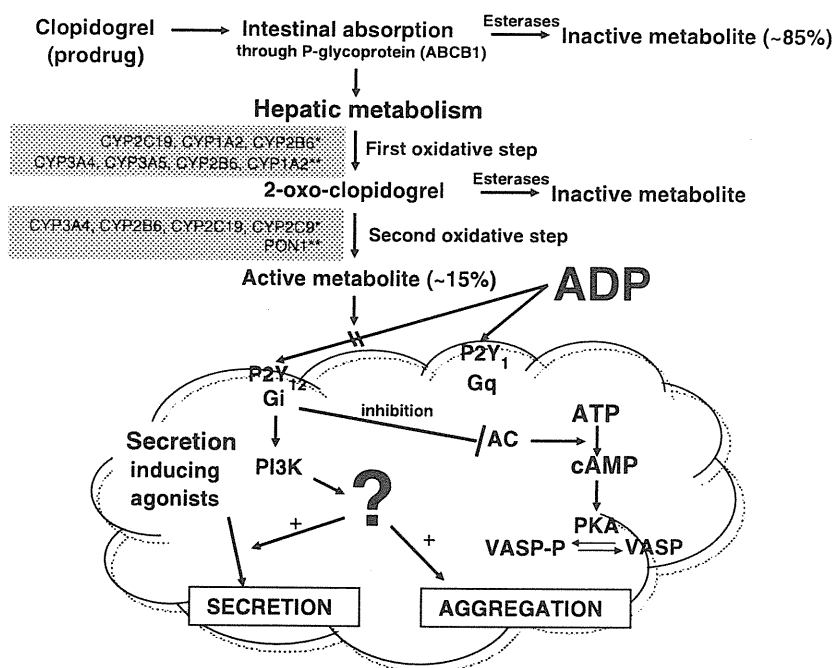 Clopidogrel
(prodrug)
Intestinal absorption
through P-glycoprotein (ABCB1)
Esterases
Inactive metabolite (~85%)
Hepatic metabolism
CYP2C19, CYP1A2, CYP2B6*
CYP3A4, CYP3A5, CYP2B6, CYP1A2**
First oxidative step
2-oxo-clopidogrel
Esterases
Inactive metabolite
CYP3A4, CYP2B6, CYP2C19, CYP2C9*
PON1**
Second oxidative step
Active metabolite (~15%)
ADP
P2Y12
Gi
P2Y1
Gq
inhibition
AC
ATP
cAMP
Secretion
inducing
agonists
PI3K
?
PKA
VASP-P
VASP
+
+
SECRETION
AGGREGATION